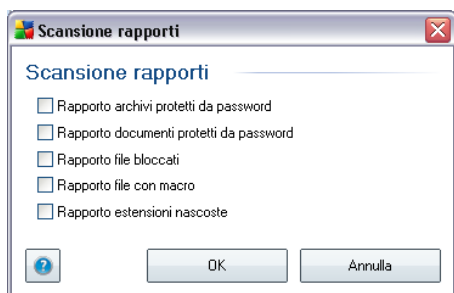 Scansione rapporti
Scansione rapporti
Rapporto archivi protetti da password
Rapporto documenti protetti da password
Rapporto file bloccati
Rapporto file con macro
Rapporto estensioni nascoste
? OK Annulla